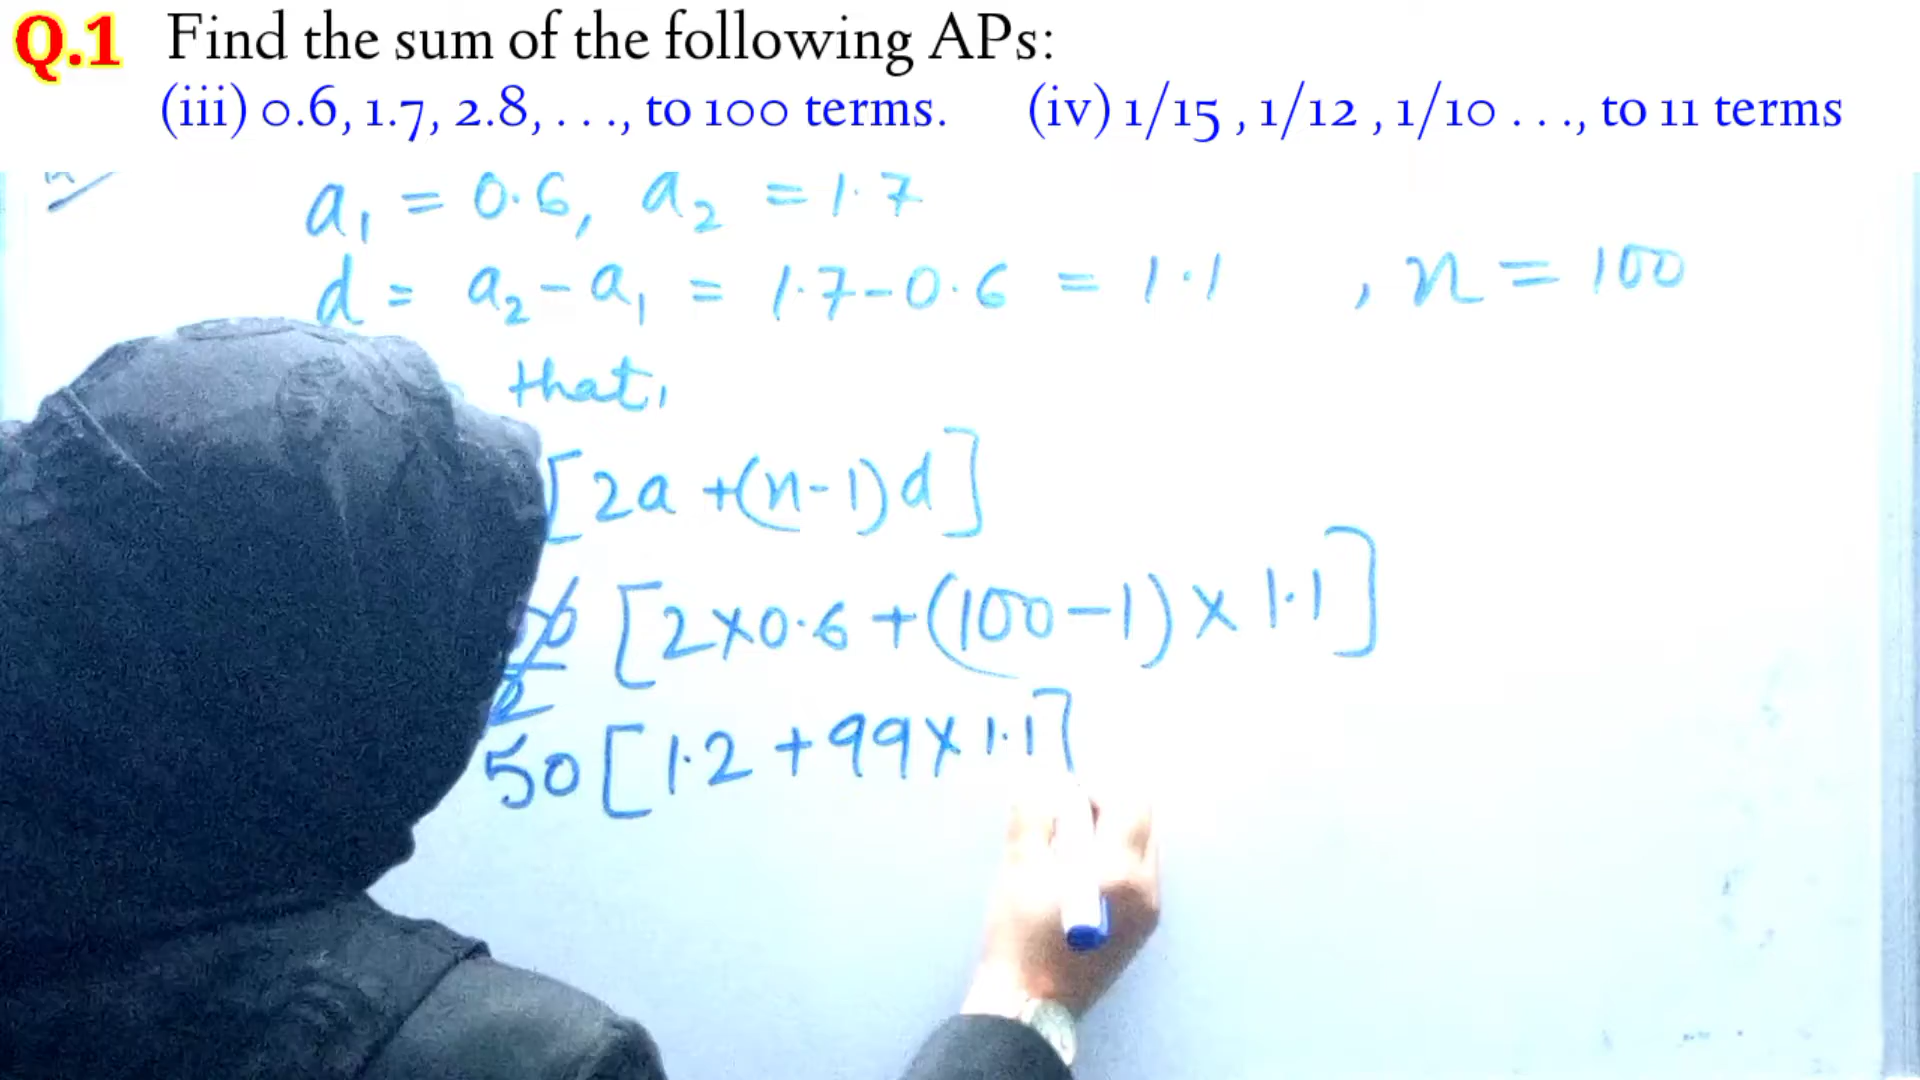 Q.1 Find the sum of the following APs:
(iii) 0.6, 1.7, 2.8, . . ., to 100 terms. (iv) 1/15 , 1/12 , 1/10 . . ., to 11 terms
a₁ = 0.6, a₂ = 1.7
d = a₂ - a₁ = 1.7-0.6 = 1.1 , n = 100
that,
[2a +(n-1)d]
[2×0.6 + (100-1) × 1.1]
2
50 [1.2 + 99×1.1]